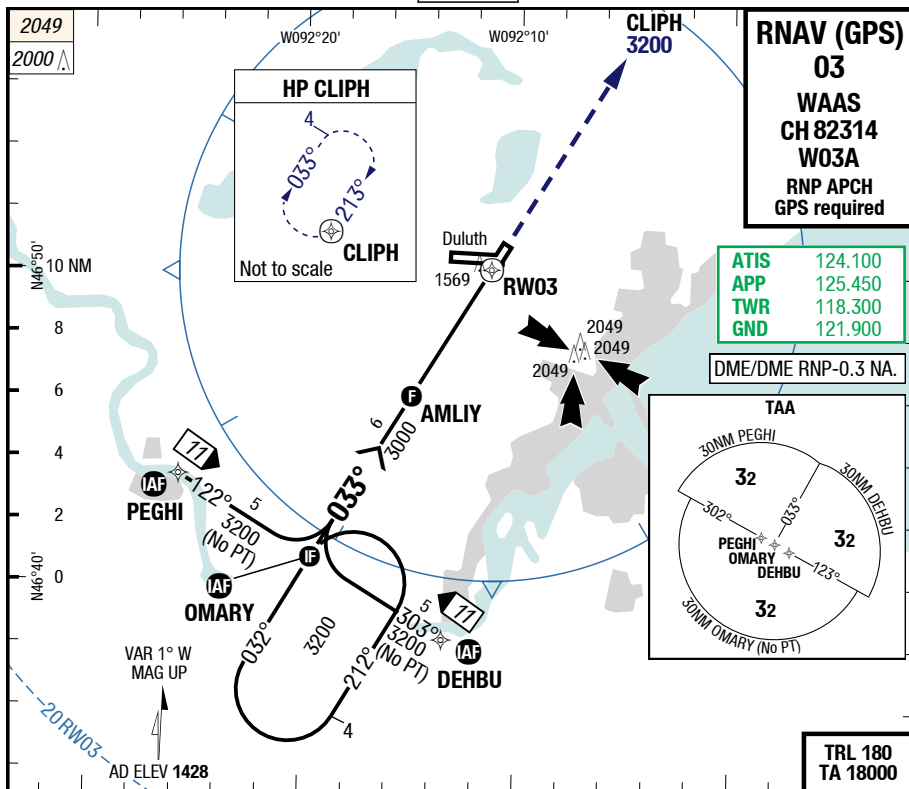 2049
2000
W092°20'
W092°10'
CLIPH
3200
RNAV (GPS)
03
WAAS
CH 82314
W03A
RNP APCH
GPS required
HP CLIPH
4
033°
213°
CLIPH
Not to scale
N46°50'
10 NM
8
6
4
2
0
N46°40'
Duluth
1569
RW03
ATIS 124.100
APP 125.450
TWR 118.300
GND 121.900
2049
2049
2049
DME/DME RNP-0.3 NA.
F
AMLIY
6
3000
033°
11
IAF
PEGHI
122°
5
3200
(No PT)
IF
IAF
OMARY
032°
3200
212°
4
5
11
303°
3200
(No PT)
IAF
DEHBU
TAA
30NM PEGHI
30NM DEHBU
32
302°
033°
32
PEGHI
OMARY
DEHBU
123°
32
30NM OMARY (No PT)
VAR 1° W
MAG UP
20 RW03
AD ELEV 1428
TRL 180
TA 18000